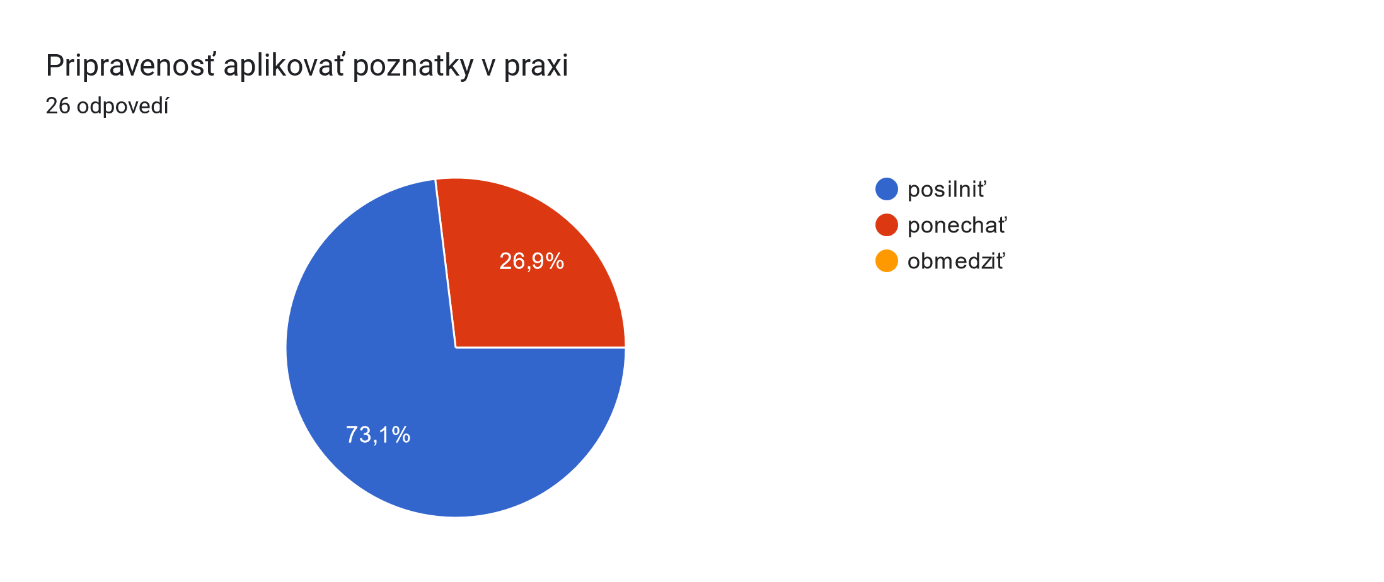 Pripravenosť aplikovať poznatky v praxi
26 odpovedí
posilniť
ponechať
obmedziť
26,9%
73,1%